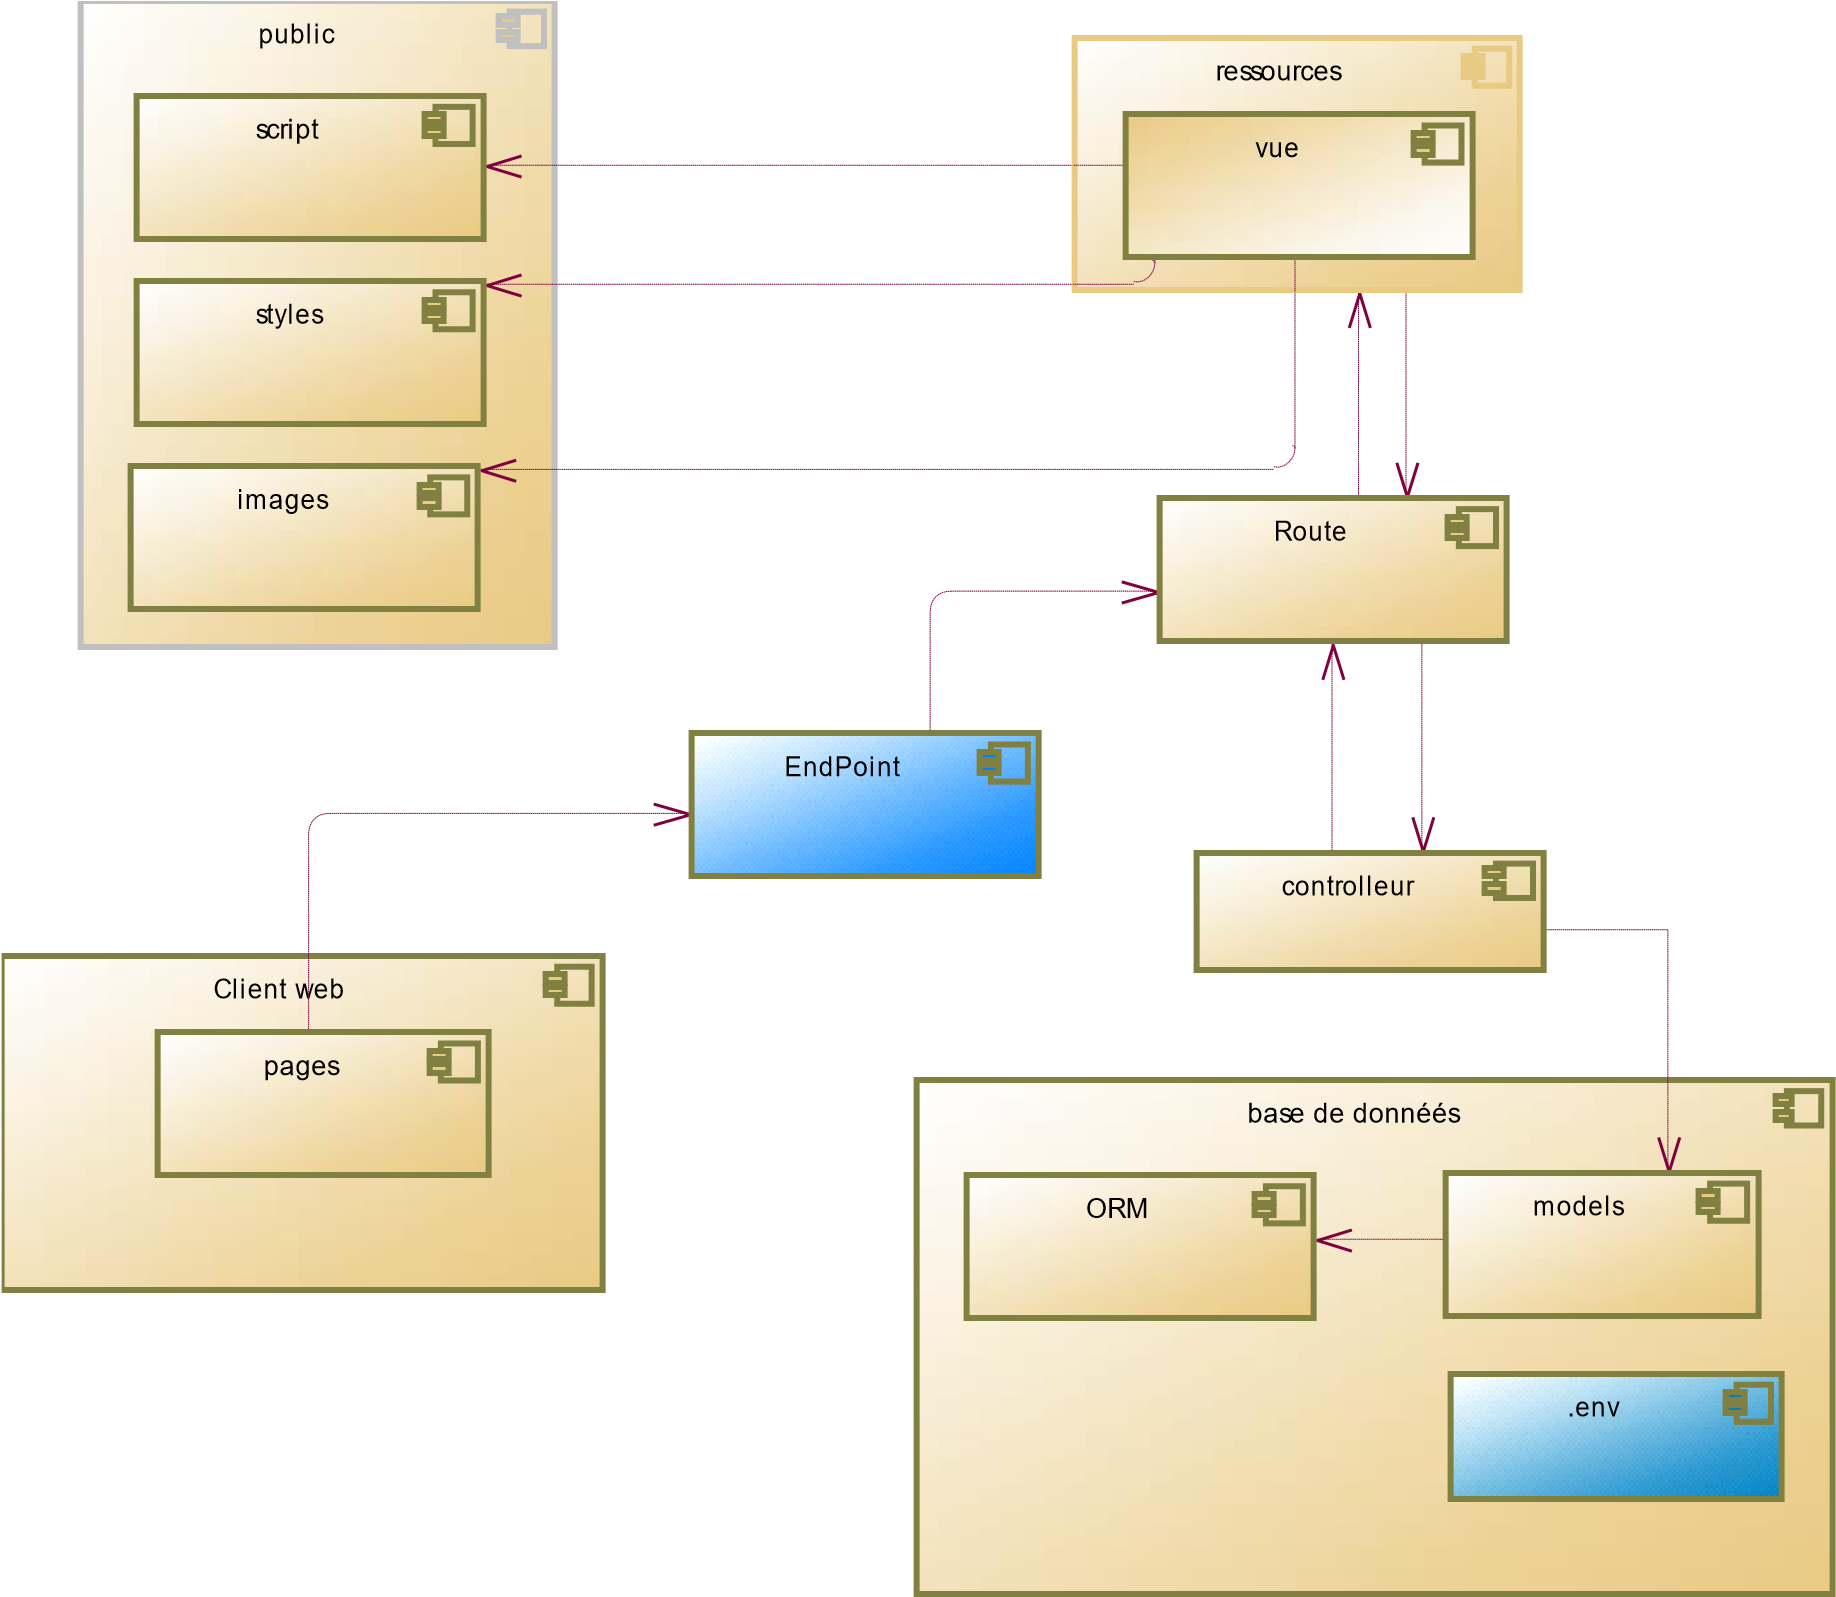 public
script
styles
images
ressources
vue
Route
EndPoint
controlleur
Client web
pages
base de donnéés
ORM
models
.env